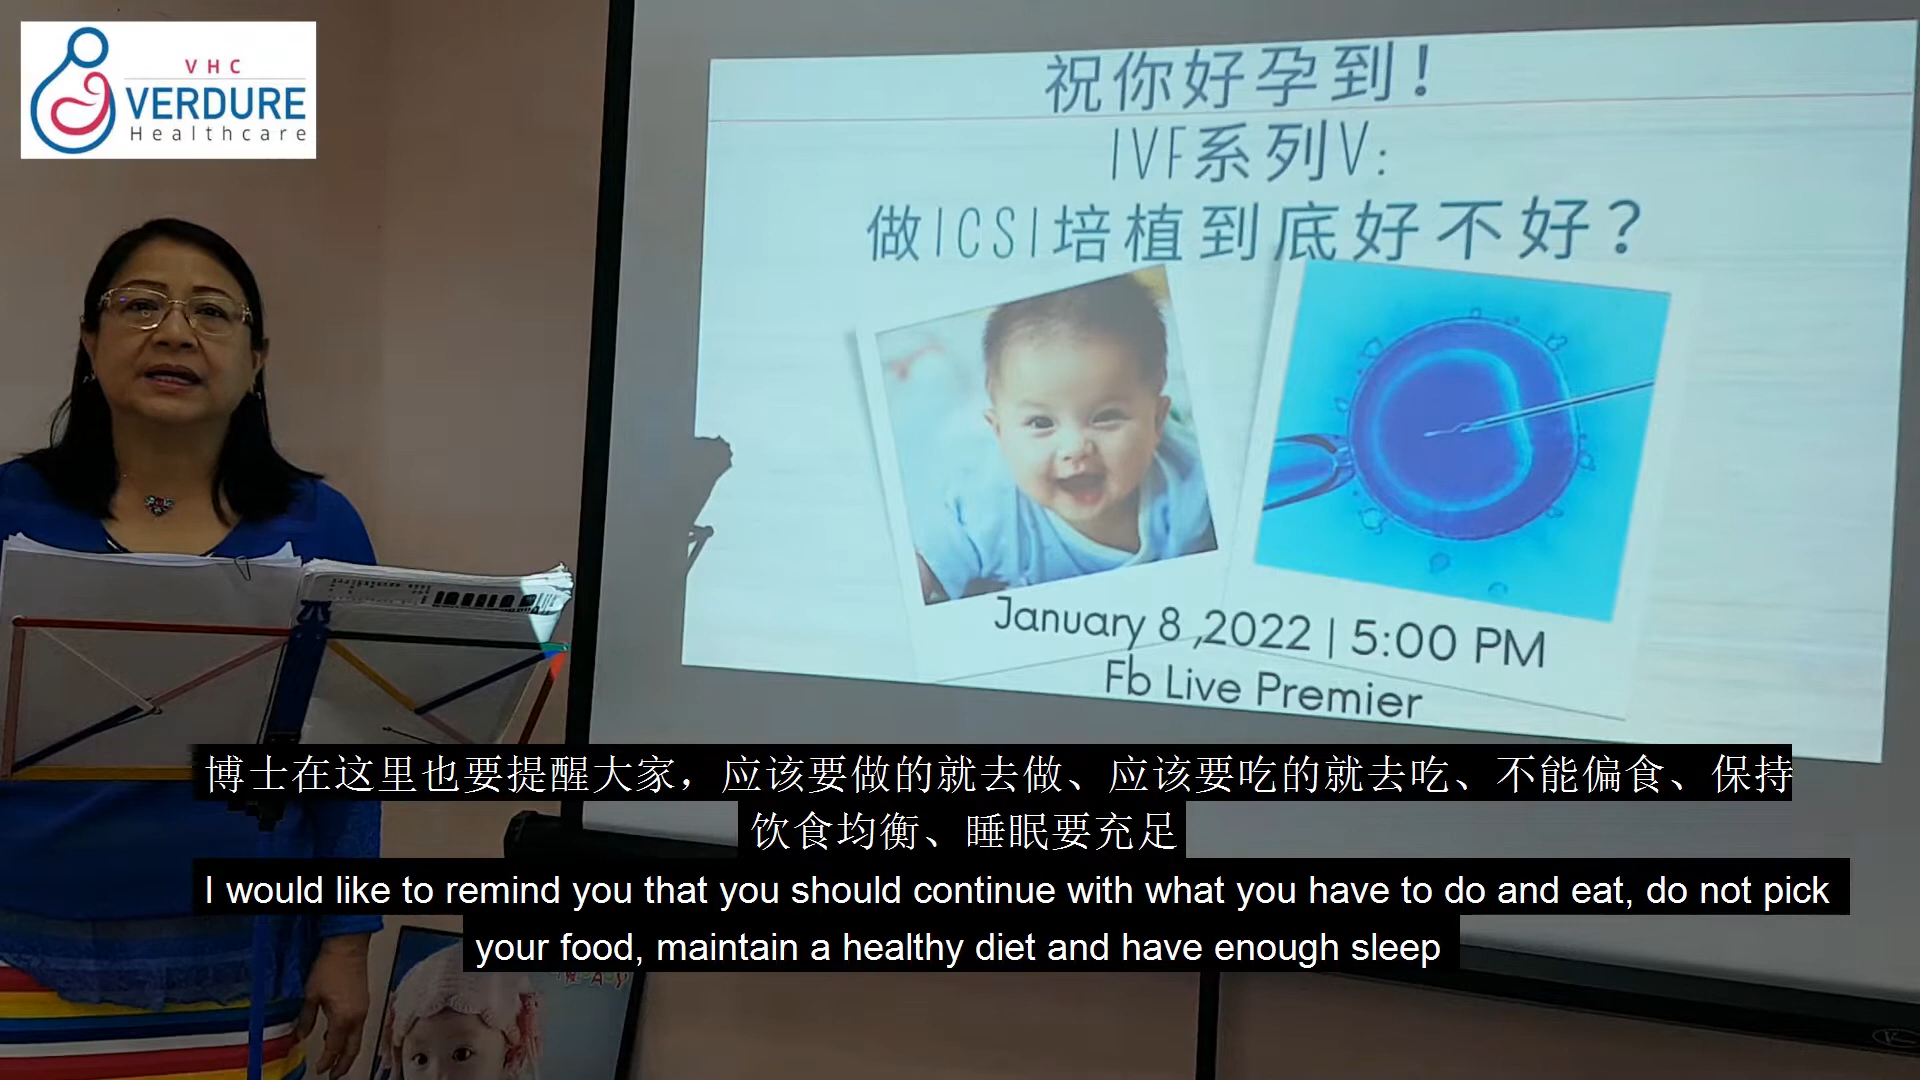 VHC
VERDURE
Healthcare
祝你好孕到!
IVF系列V:
做ICSI培植到底好不好?
January 8 ,2022 | 5:00 PM
Fb Live Premier
博士在这里也要提醒大家，应该要做的就去做、应该要吃的就去吃、不能偏食、保持
饮食均衡、睡眠要充足
I would like to remind you that you should continue with what you have to do and eat, do not pick
your food, maintain a healthy diet and have enough sleep